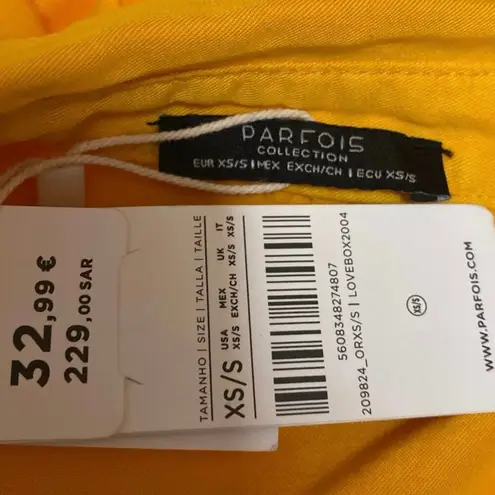 PARFOIS
COLLECTION
EUR XS/S | MEX EXCH/CH | ECU XS/S
32,99 €
229,00 SAR
TAMANHO | SIZE | TALLA | TAILLE
XS/S
USA MEX UK IT
XS/S EXCH/CH XS/S XS/S
5608348274807
209824_ORXS/S | LOVEBOX2004
XS/S
WWW.PARFOIS.COM